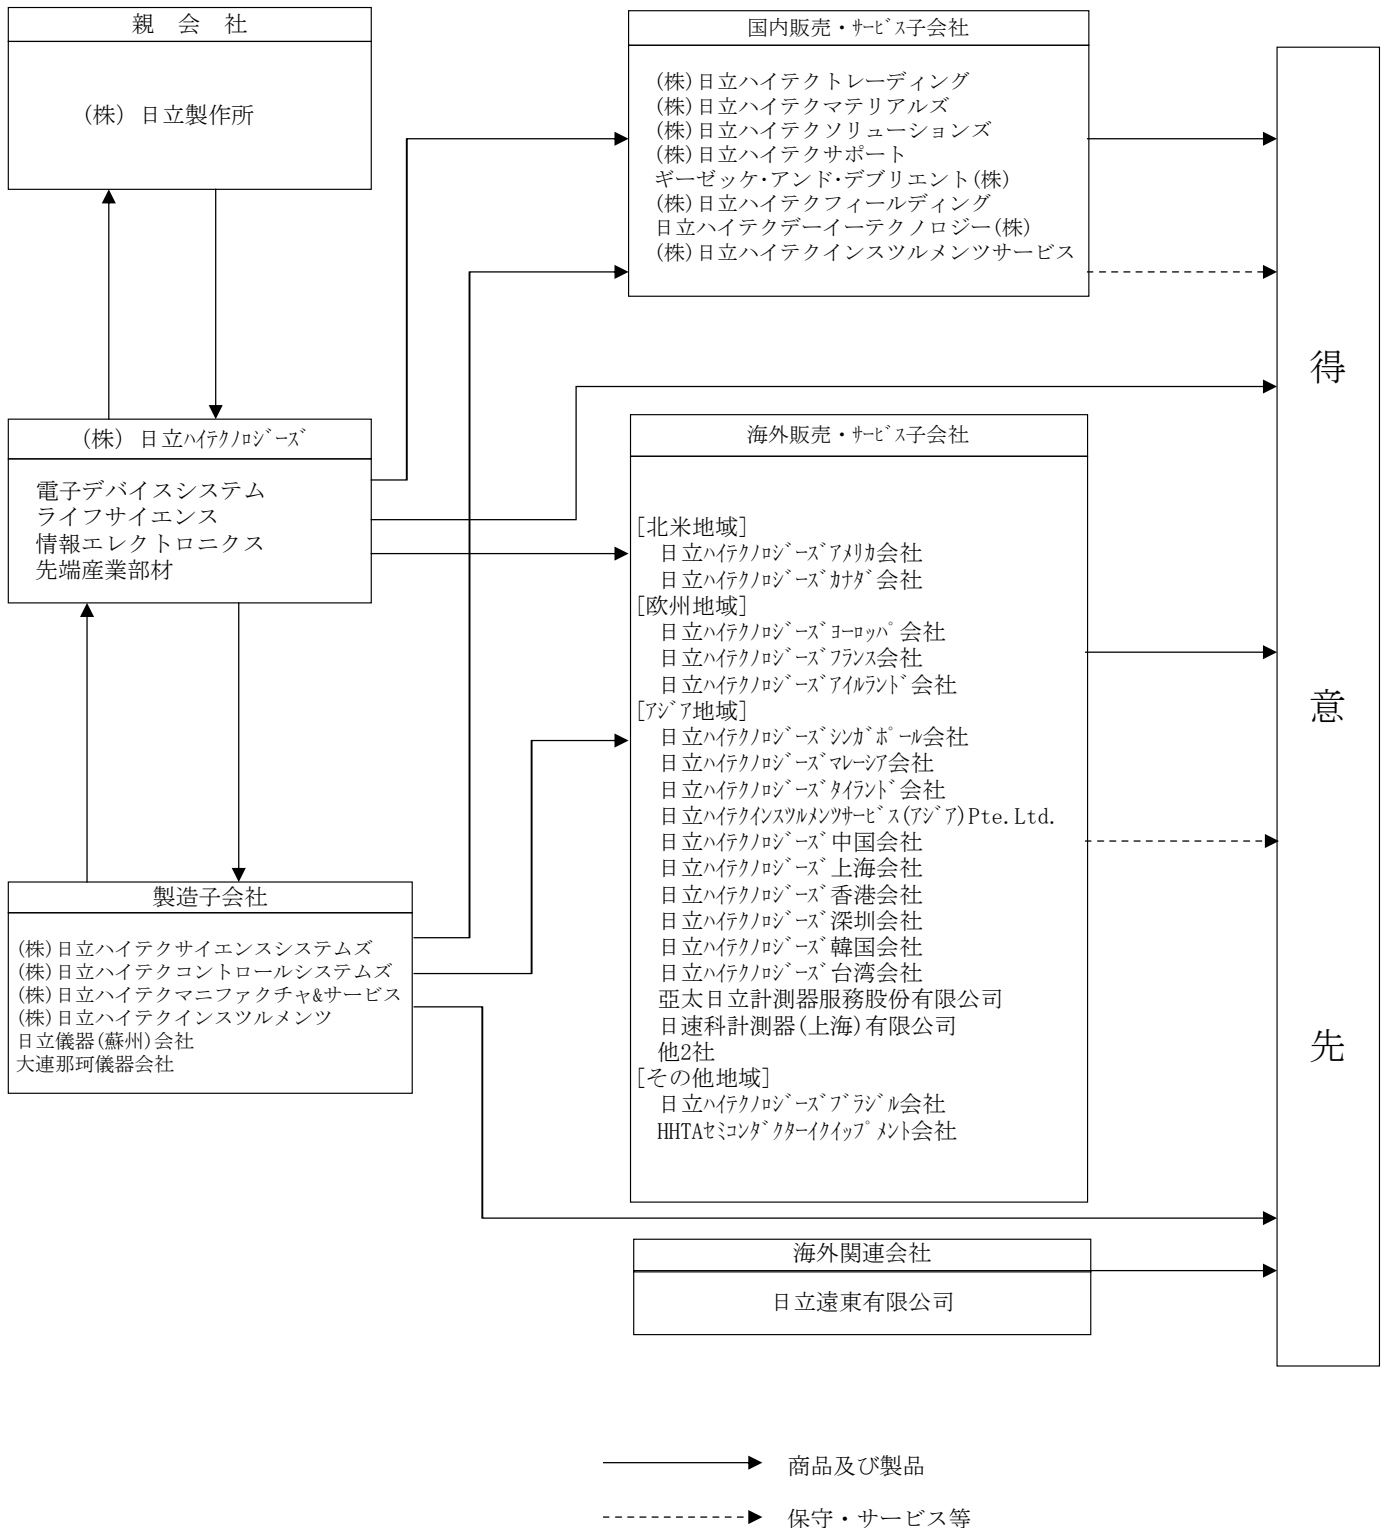 親 会 社
(株) 日立製作所
(株) 日立ﾊｲﾃｸﾉﾛｼﾞｰｽﾞ
電子デバイスシステム
ライフサイエンス
情報エレクトロニクス
先端産業部材
製造子会社
(株)日立ハイテクサイエンスシステムズ
(株)日立ハイテクコントロールシステムズ
(株)日立ハイテクマニファクチャ&サービス
(株)日立ハイテクインスツルメンツ
日立儀器(蘇州)会社
大連那珂儀器会社
国内販売・ｻｰﾋﾞｽ子会社
(株)日立ハイテクトレーディング
(株)日立ハイテクマテリアルズ
(株)日立ハイテクソリューションズ
(株)日立ハイテクサポート
ギーゼッケ･アンド･デブリエント(株)
(株)日立ハイテクフィールディング
日立ハイテクデーイーテクノロジー(株)
(株)日立ハイテクインスツルメンツサービス
海外販売・ｻｰﾋﾞｽ子会社
[北米地域]
日立ﾊｲﾃｸﾉﾛｼﾞｰｽﾞｱﾒﾘｶ会社
日立ﾊｲﾃｸﾉﾛｼﾞｰｽﾞｶﾅﾀﾞ会社
[欧州地域]
日立ﾊｲﾃｸﾉﾛｼﾞｰｽﾞﾖｰﾛｯﾊﾟ会社
日立ﾊｲﾃｸﾉﾛｼﾞｰｽﾞﾌﾗﾝｽ会社
日立ﾊｲﾃｸﾉﾛｼﾞｰｽﾞｱｲﾙﾗﾝﾄﾞ会社
[ｱｼﾞｱ地域]
日立ﾊｲﾃｸﾉﾛｼﾞｰｽﾞｼﾝｶﾞﾎﾟｰﾙ会社
日立ﾊｲﾃｸﾉﾛｼﾞｰｽﾞﾏﾚｰｼｱ会社
日立ﾊｲﾃｸﾉﾛｼﾞｰｽﾞﾀｲﾗﾝﾄﾞ会社
日立ﾊｲﾃｸｲﾝｽﾂﾙﾒﾝﾂｻｰﾋﾞｽ(ｱｼﾞｱ)Pte.Ltd.
日立ﾊｲﾃｸﾉﾛｼﾞｰｽﾞ中国会社
日立ﾊｲﾃｸﾉﾛｼﾞｰｽﾞ上海会社
日立ﾊｲﾃｸﾉﾛｼﾞｰｽﾞ香港会社
日立ﾊｲﾃｸﾉﾛｼﾞｰｽﾞ深圳会社
日立ﾊｲﾃｸﾉﾛｼﾞｰｽﾞ韓国会社
日立ﾊｲﾃｸﾉﾛｼﾞｰｽﾞ台湾会社
亞太日立計測器服務股份有限公司
日速科計測器(上海)有限公司
他2社
[その他地域]
日立ﾊｲﾃｸﾉﾛｼﾞｰｽﾞﾌﾞﾗｼﾞﾙ会社
HHTAｾﾐｺﾝﾀﾞｸﾀｰｲｸｲｯﾌﾟﾒﾝﾄ会社
海外関連会社
日立遠東有限公司
得意先
商品及び製品
保守・サービス等